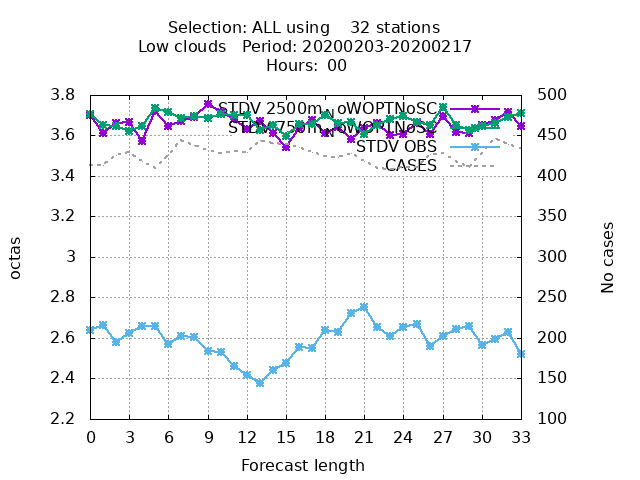 Selection: ALL using    32 stations
Low clouds   Period: 20200203-20200217
Hours: 00
3.8
3.6
3.4
3.2
3
2.8
2.6
2.4
2.2
octas
500
450
400
350
300
250
200
150
100
No cases
STDV 2500m_oWOPTNoSC
STDV 750m_oWOPTNoSC
STDV OBS
CASES
0 3 6 9 12 15 18 21 24 27 30 33
Forecast length